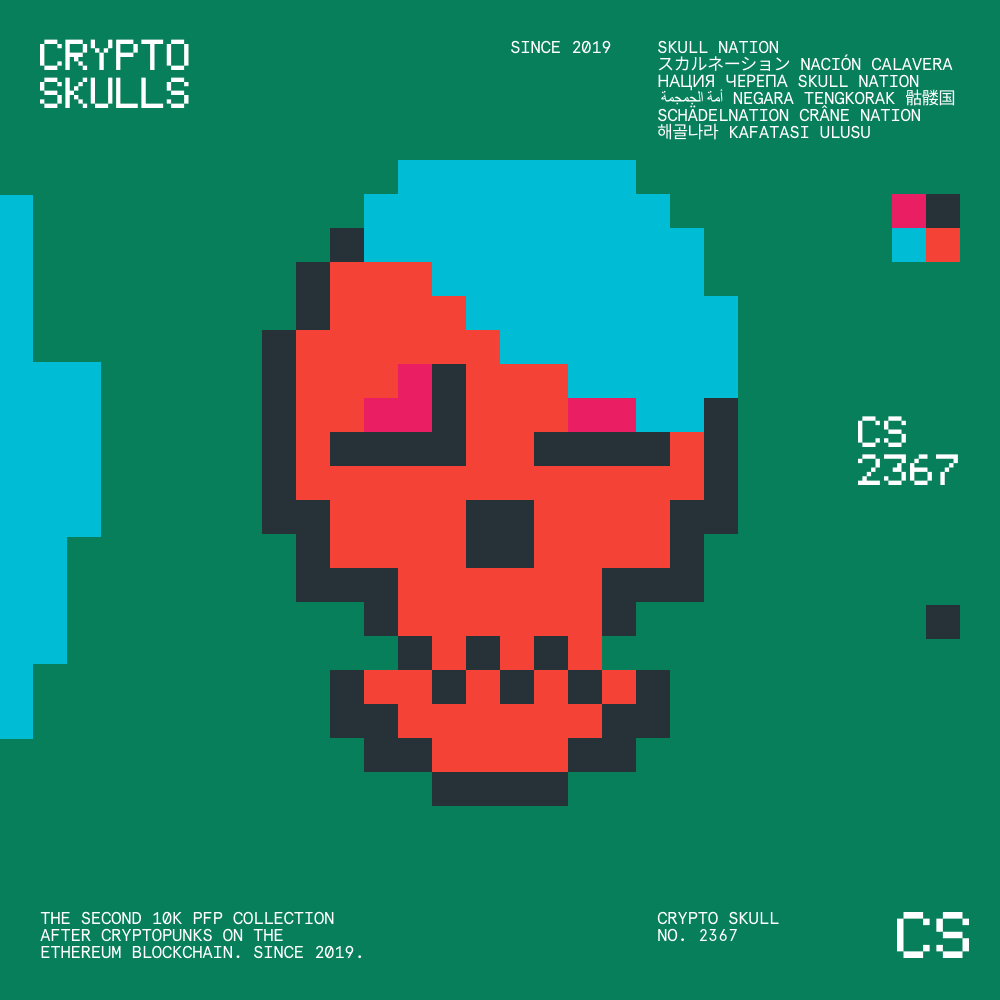 CRYPTO
SKULLS
SINCE 2019
SKULL NATION
スカルネーション NACIÓN CALAVERA
НАЦИЯ ЧЕРЕПА SKULL NATION
أمة الجمجمة NEGARA TENGKORAK 骷髅国
SCHÄDELNATION CRÂNE NATION
해골나라 KAFATASI ULUSU
CS
2367
THE SECOND 10K PFP COLLECTION
AFTER CRYPTOPUNKS ON THE
ETHEREUM BLOCKCHAIN. SINCE 2019.
CRYPTO SKULL
NO. 2367
CS